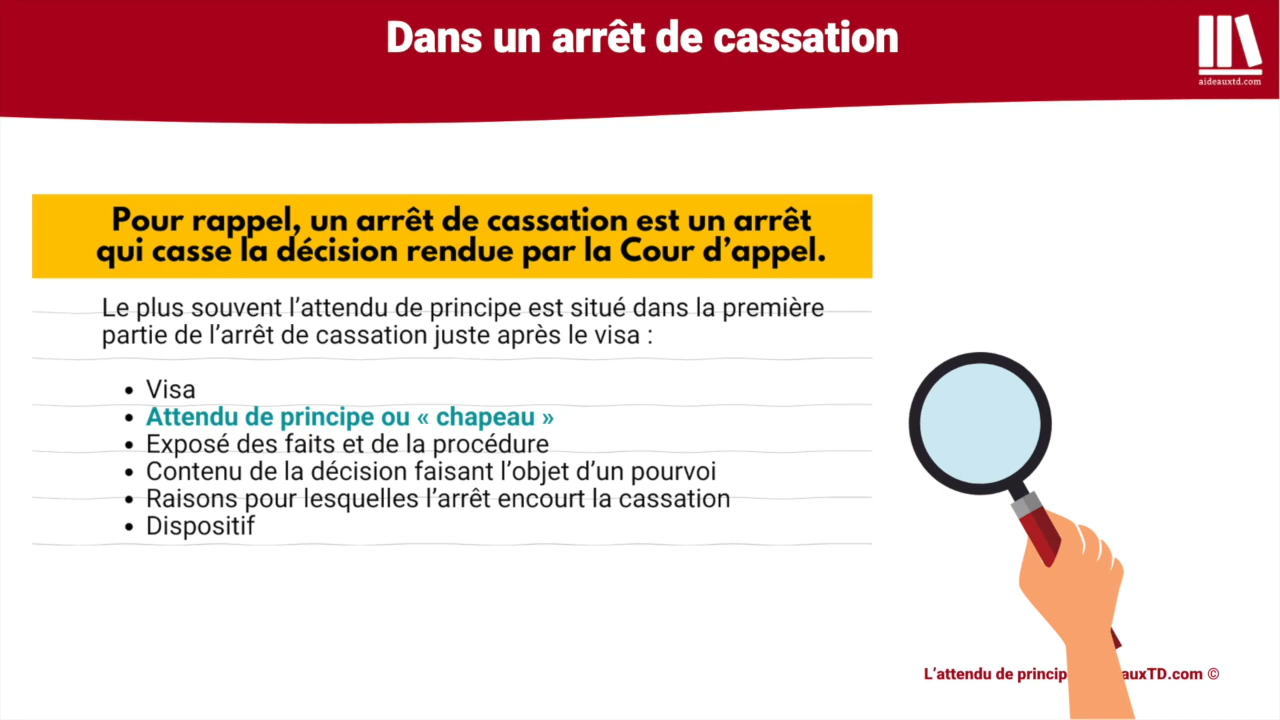 Dans un arrêt de cassation
aideauxtd.com
Pour rappel, un arrêt de cassation est un arrêt
qui casse la décision rendue par la Cour d’appel.
Le plus souvent l’attendu de principe est situé dans la première
partie de l’arrêt de cassation juste après le visa :
• Visa
• Attendu de principe ou « chapeau »
• Exposé des faits et de la procédure
• Contenu de la décision faisant l’objet d’un pourvoi
• Raisons pour lesquelles l’arrêt encourt la cassation
• Dispositif
L’attendu de princip auxTD.com ©